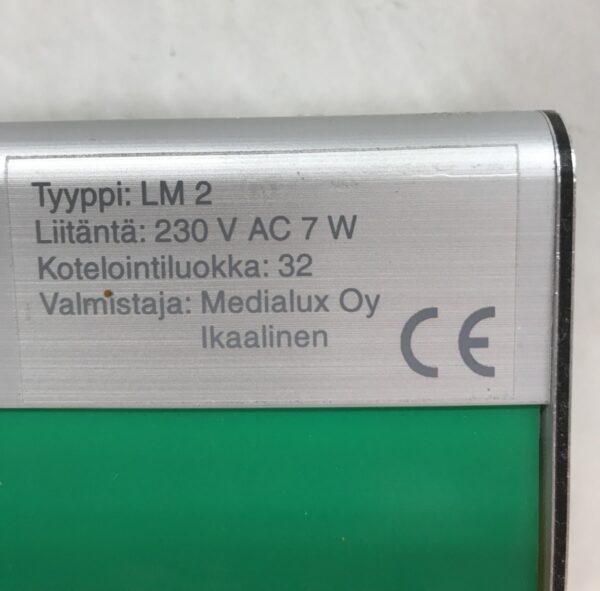 Tyyppi: LM 2
Liitäntä: 230 V AC 7 W
Kotelointiluokka: 32
Valmistaja: Medialux Oy
Ikaalinen
CE